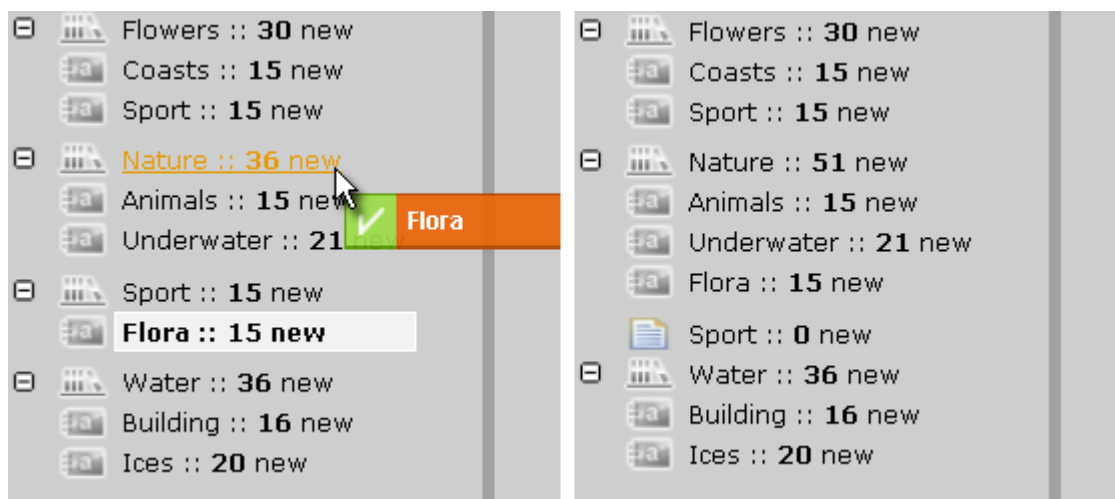 Flowers :: 30 new
Coasts :: 15 new
Sport :: 15 new
Nature :: 36 new
Animals :: 15 new
Underwater :: 21 new
Flora
Sport :: 15 new
Flora :: 15 new
Water :: 36 new
Building :: 16 new
Ices :: 20 new
Flowers :: 30 new
Coasts :: 15 new
Sport :: 15 new
Nature :: 51 new
Animals :: 15 new
Underwater :: 21 new
Flora :: 15 new
Sport :: 0 new
Water :: 36 new
Building :: 16 new
Ices :: 20 new